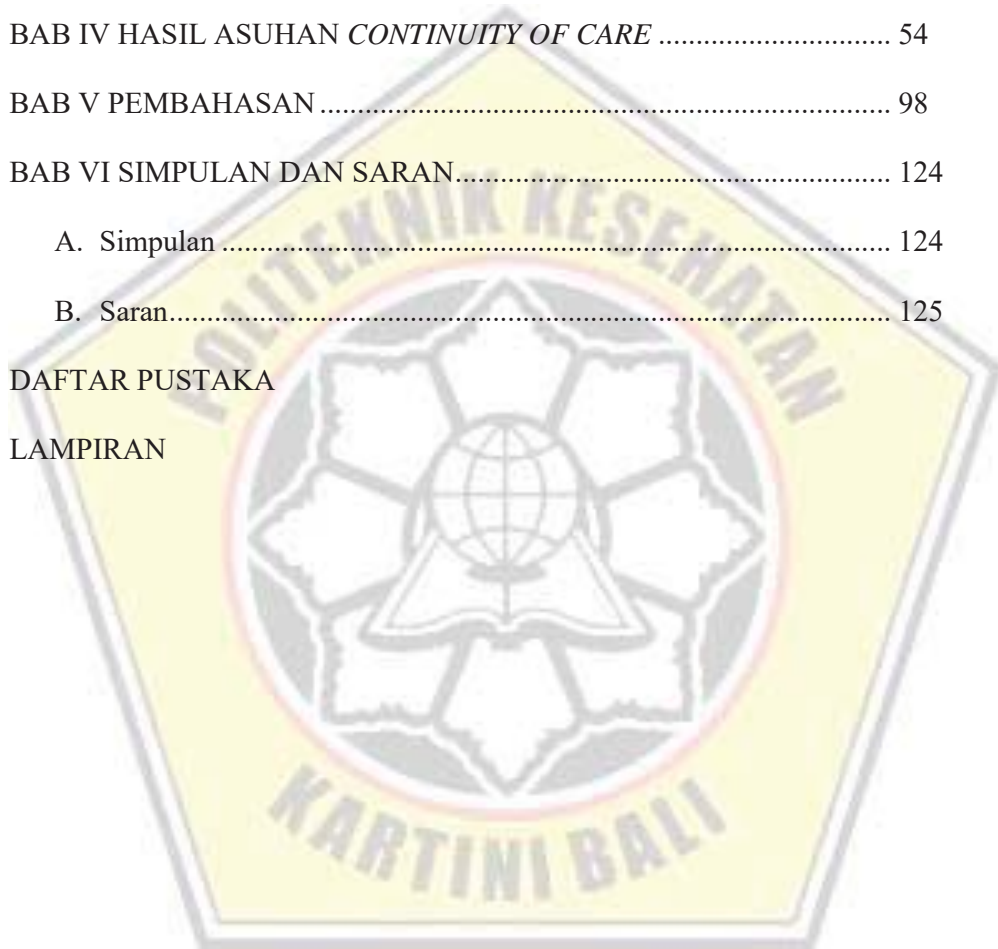 BAB IV HASIL ASUHAN CONTINUITY OF CARE ............................. 54
BAB V PEMBAHASAN ........................................................................ 98
BAB VI SIMPULAN DAN SARAN ....................................................... 124
A. Simpulan ..................................................................................... 124
B. Saran ........................................................................................... 125
DAFTAR PUSTAKA
LAMPIRAN
POLITEKNIK KESEHATAN
KARTINI BALI